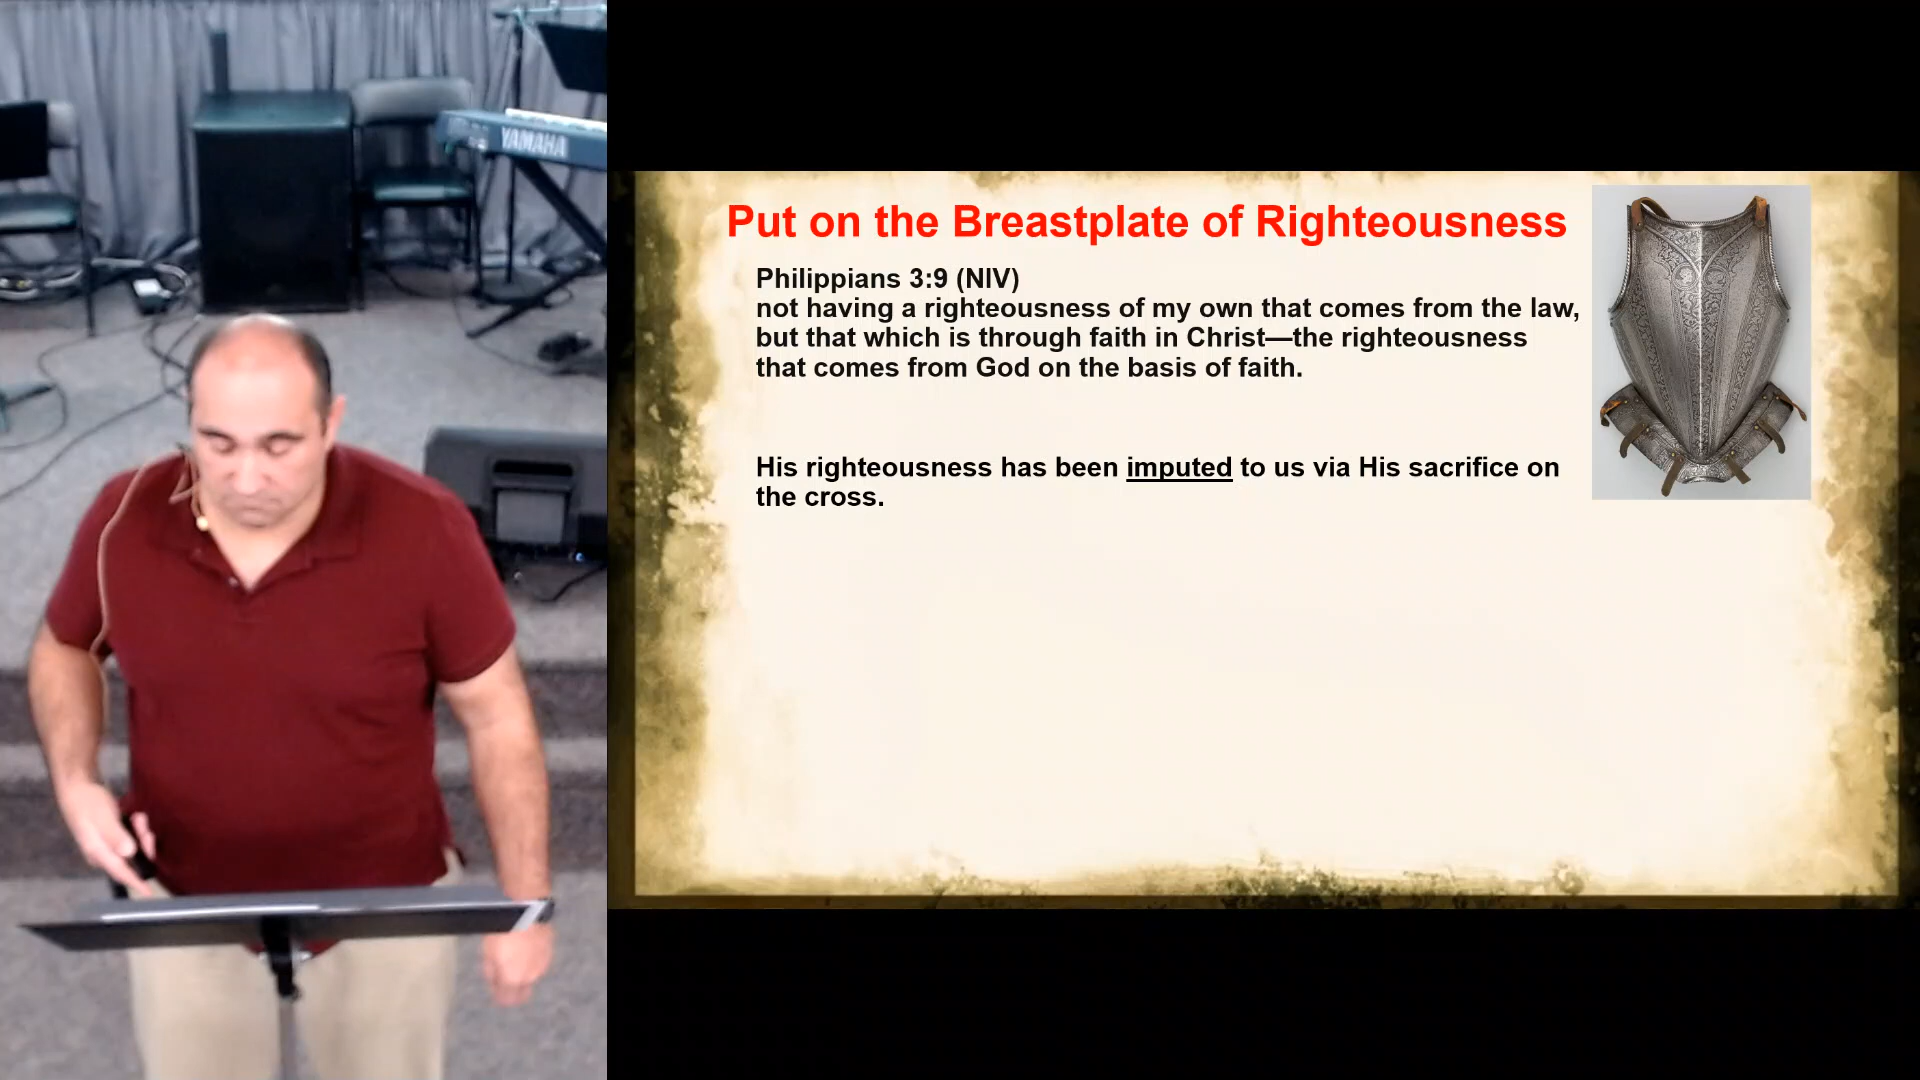 YAMAHA
Put on the Breastplate of Righteousness
Philippians 3:9 (NIV)
not having a righteousness of my own that comes from the law,
but that which is through faith in Christ—the righteousness
that comes from God on the basis of faith.
His righteousness has been imputed to us via His sacrifice on
the cross.